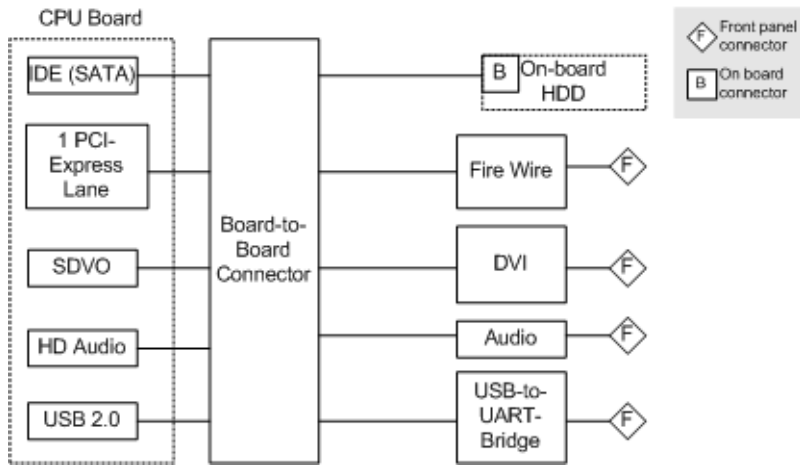 CPU Board
IDE (SATA)
1 PCI-
Express
Lane
SDVO
HD Audio
USB 2.0
Board-to-
Board
Connector
B On-board
HDD
Fire Wire
F
DVI
F
Audio
F
USB-to-
UART-
Bridge
F
F Front panel
connector
B On board
connector